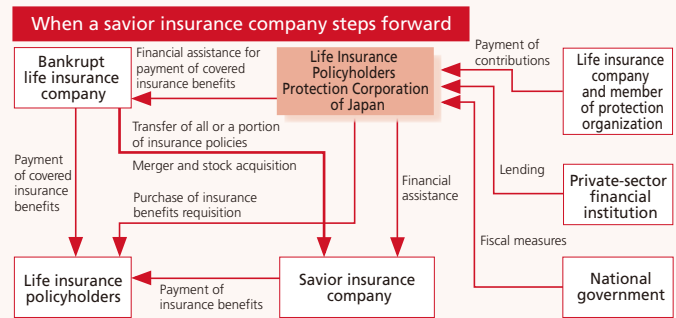 When a savior insurance company steps forward
Bankrupt
life insurance
company
Financial assistance for
payment of covered
insurance benefits
Life Insurance
Policyholders
Protection Corporation
of Japan
Payment of
contributions
Life insurance
company
and member
of protection
organization
Transfer of all or a portion
of insurance policies
Merger and stock acquisition
Payment
of covered
insurance
benefits
Purchase of insurance
benefits requisition
Financial
assistance
Lending
Private-sector
financial
institution
Fiscal measures
Life insurance
policyholders
Payment of
insurance benefits
Savior insurance
company
National
government